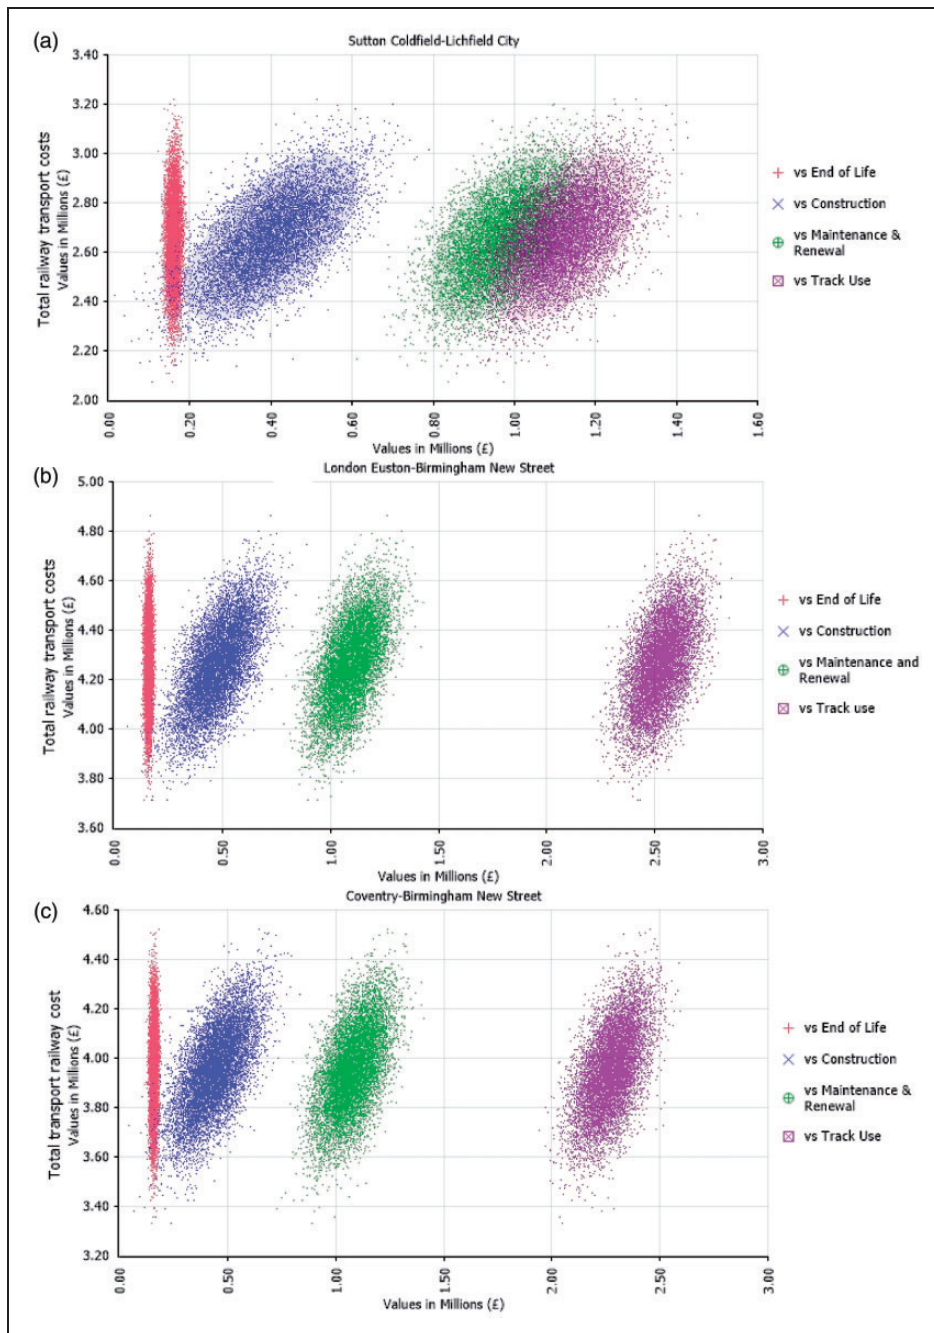 (a)
Sutton Coldfield-Lichfield City
3.40
3.20
3.00
2.80
2.60
2.40
2.20
2.00
Total railway transport costs
Values in Millions (£)
0.00
0.20
0.40
0.60
0.80
1.00
1.20
1.40
1.60
Values in Millions (£)
vs End of Life
vs Construction
vs Maintenance &
Renewal
vs Track Use
(b)
London Euston-Birmingham New Street
5.00
4.80
4.60
4.40
4.20
4.00
3.80
3.60
Total railway transport costs
Values in Millions (£)
0.00
0.50
1.00
1.50
2.00
2.50
3.00
Values in Millions (£)
vs End of Life
vs Construction
vs Maintenance and
Renewal
vs Track use
(c)
Coventry-Birmingham New Street
4.60
4.40
4.20
4.00
3.80
3.60
3.40
3.20
Total transport railway cost
Values in Millions (£)
0.00
0.50
1.00
1.50
2.00
2.50
3.00
Values in Millions (£)
vs End of Life
vs Construction
vs Maintenance &
Renewal
vs Track Use